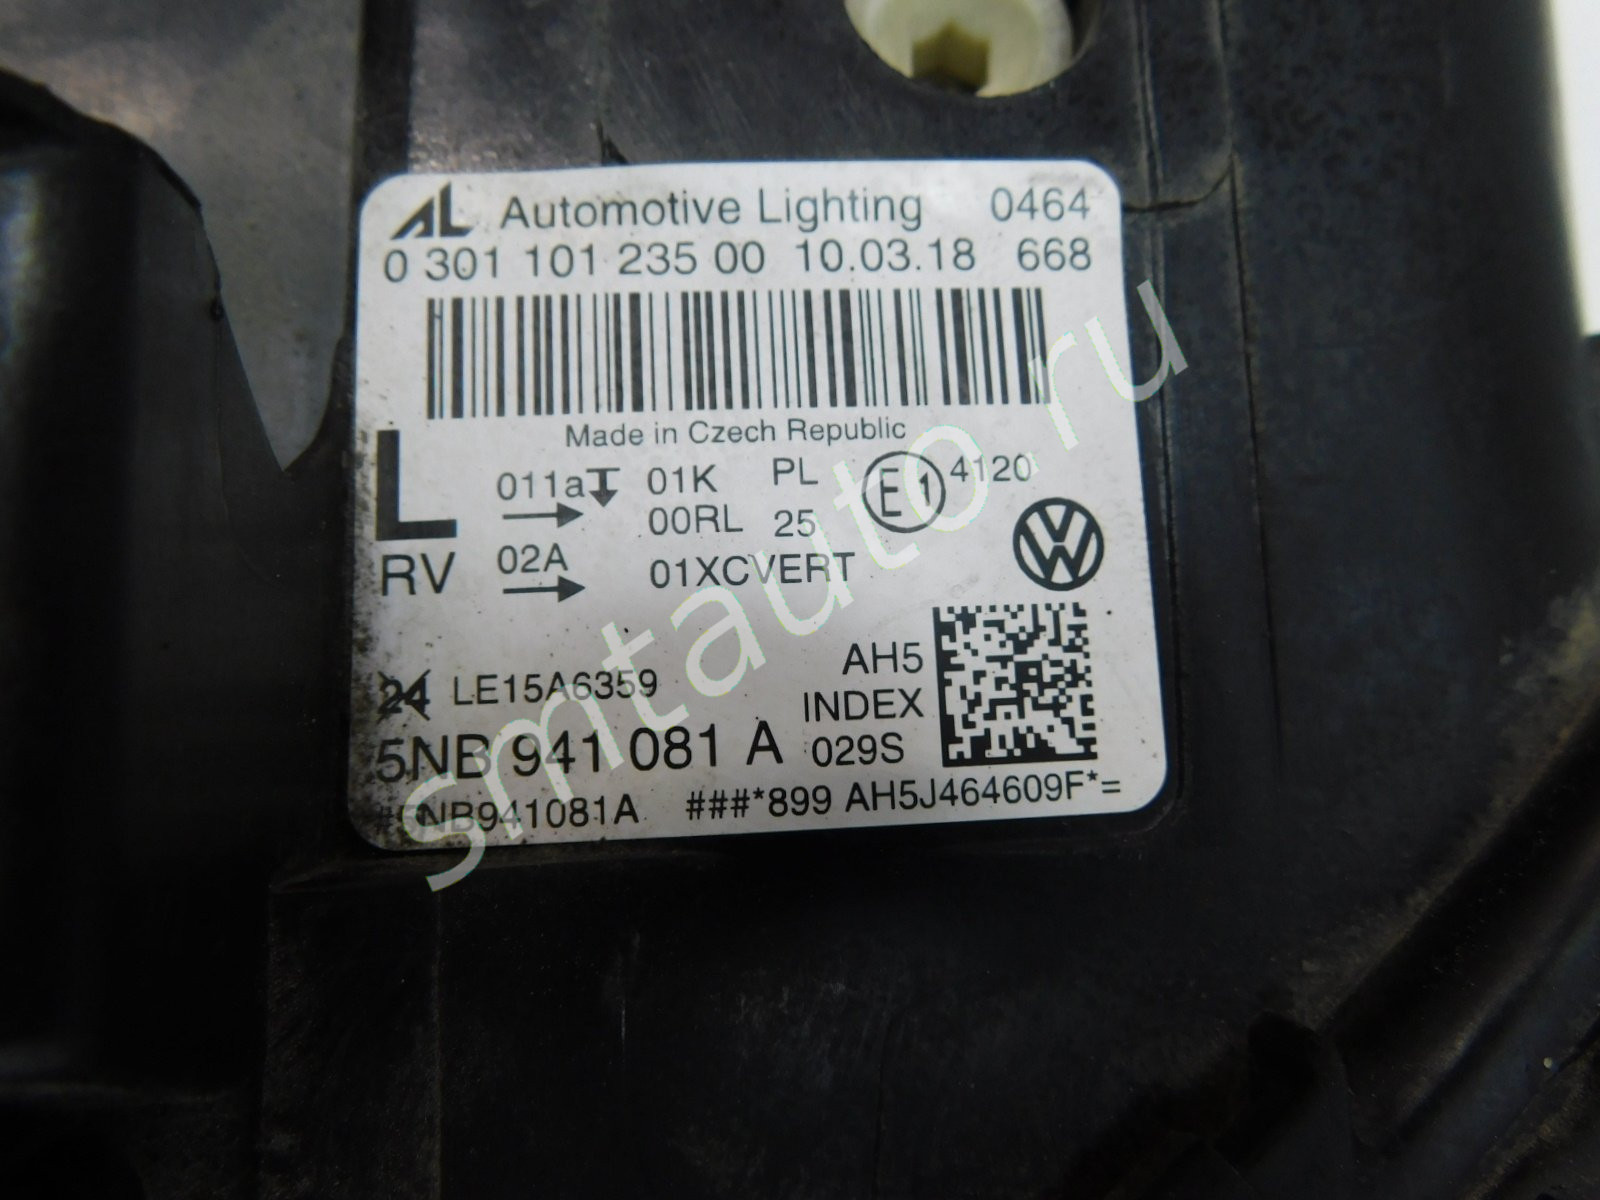 AL Automotive Lighting 0464
0 301 101 235 00 10.03.18 668
Made in Czech Republic
L 011a 01K PL E1 4120
00RL 25
RV 02A 01XCVERT
24 LE15A6359 AH5
INDEX
5NB 941 081 A 029S
#5NB941081A ###*899 AH5J464609F*=
smtauto.ru